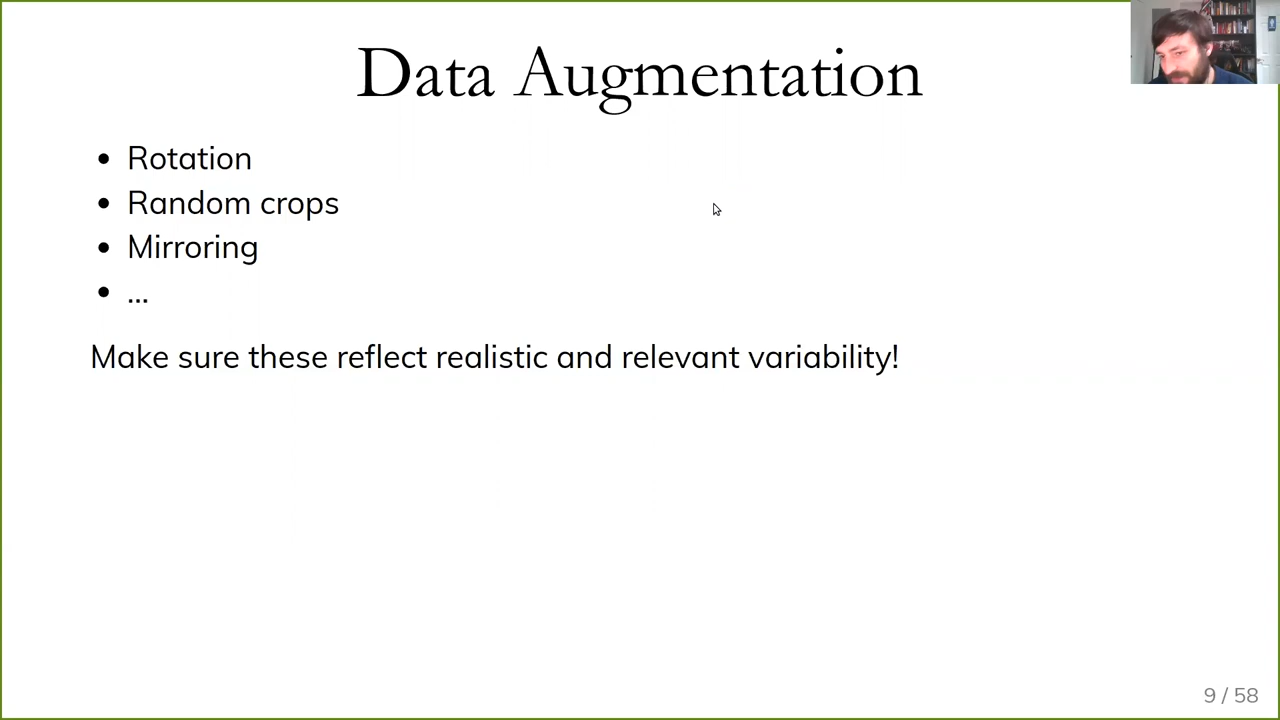 Data Augmentation
• Rotation
• Random crops
• Mirroring
• ...
Make sure these reflect realistic and relevant variability!
9 / 58